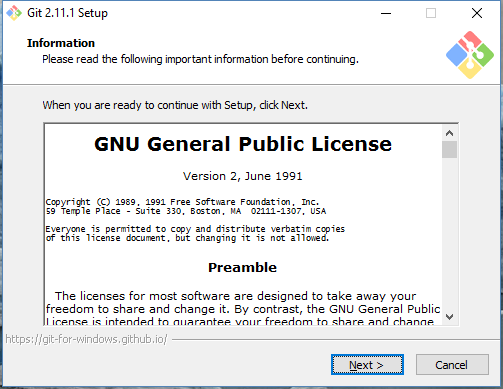 Git 2.11.1 Setup
Information
Please read the following important information before continuing.
When you are ready to continue with Setup, click Next.
GNU General Public License
Version 2, June 1991
Copyright (C) 1989, 1991 Free Software Foundation, Inc.
59 Temple Place - Suite 330, Boston, MA  02111-1307, USA
Everyone is permitted to copy and distribute verbatim copies
of this license document, but changing it is not allowed.
Preamble
The licenses for most software are designed to take away your
freedom to share and change it. By contrast, the GNU General Public
License is intended to guarantee your freedom to share and change
https://git-for-windows.github.io/
Next >
Cancel